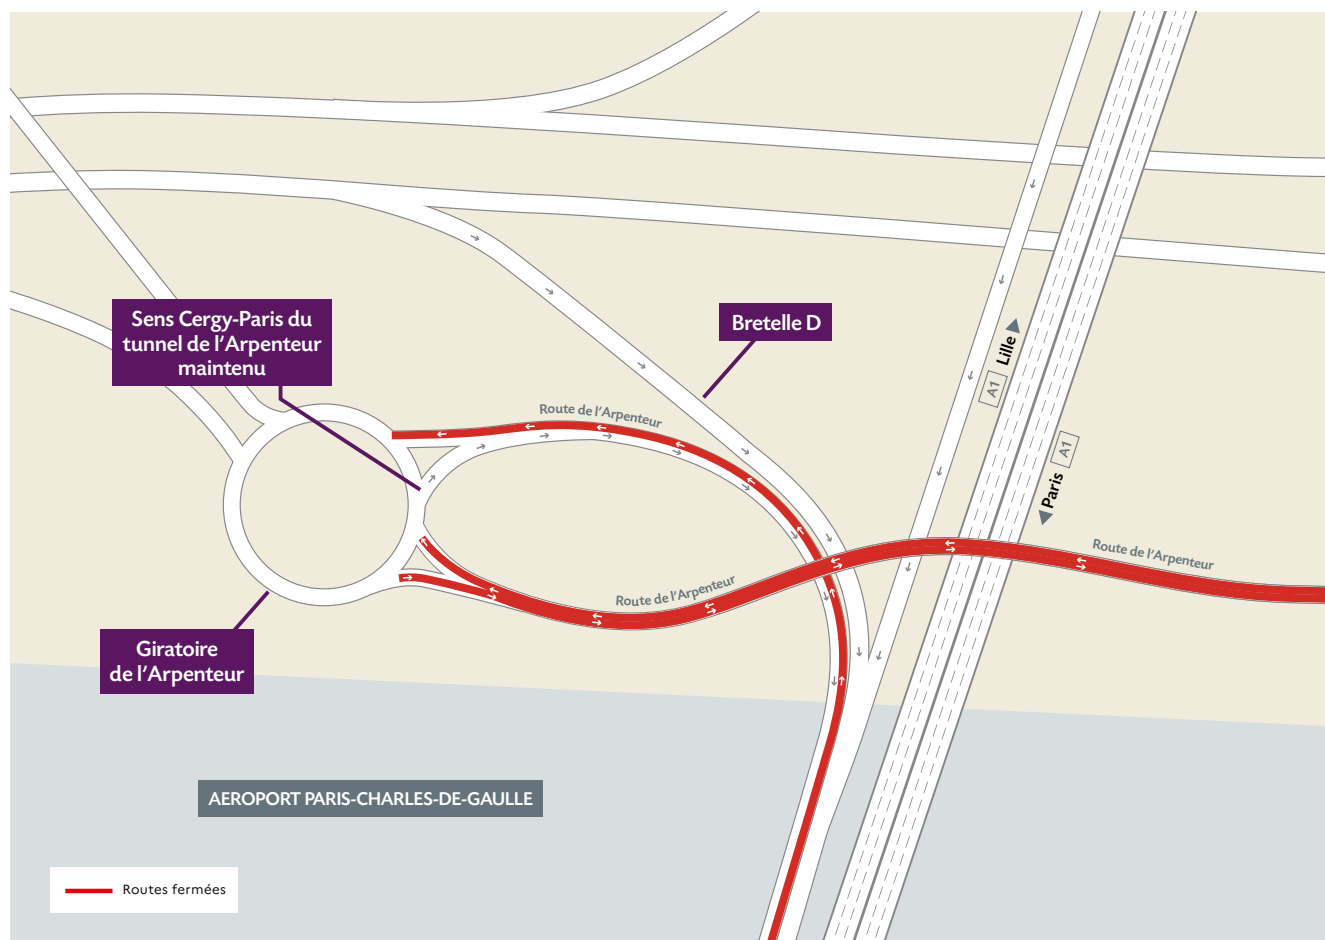 Sens Cergy-Paris du
tunnel de l'Arpenteur
maintenu
Bretelle D
Lille
A1
Route de l'Arpenteur
A1
Paris
Route de l'Arpenteur
Route de l'Arpenteur
Giratoire
de l'Arpenteur
AEROPORT PARIS-CHARLES-DE-GAULLE
Routes fermées